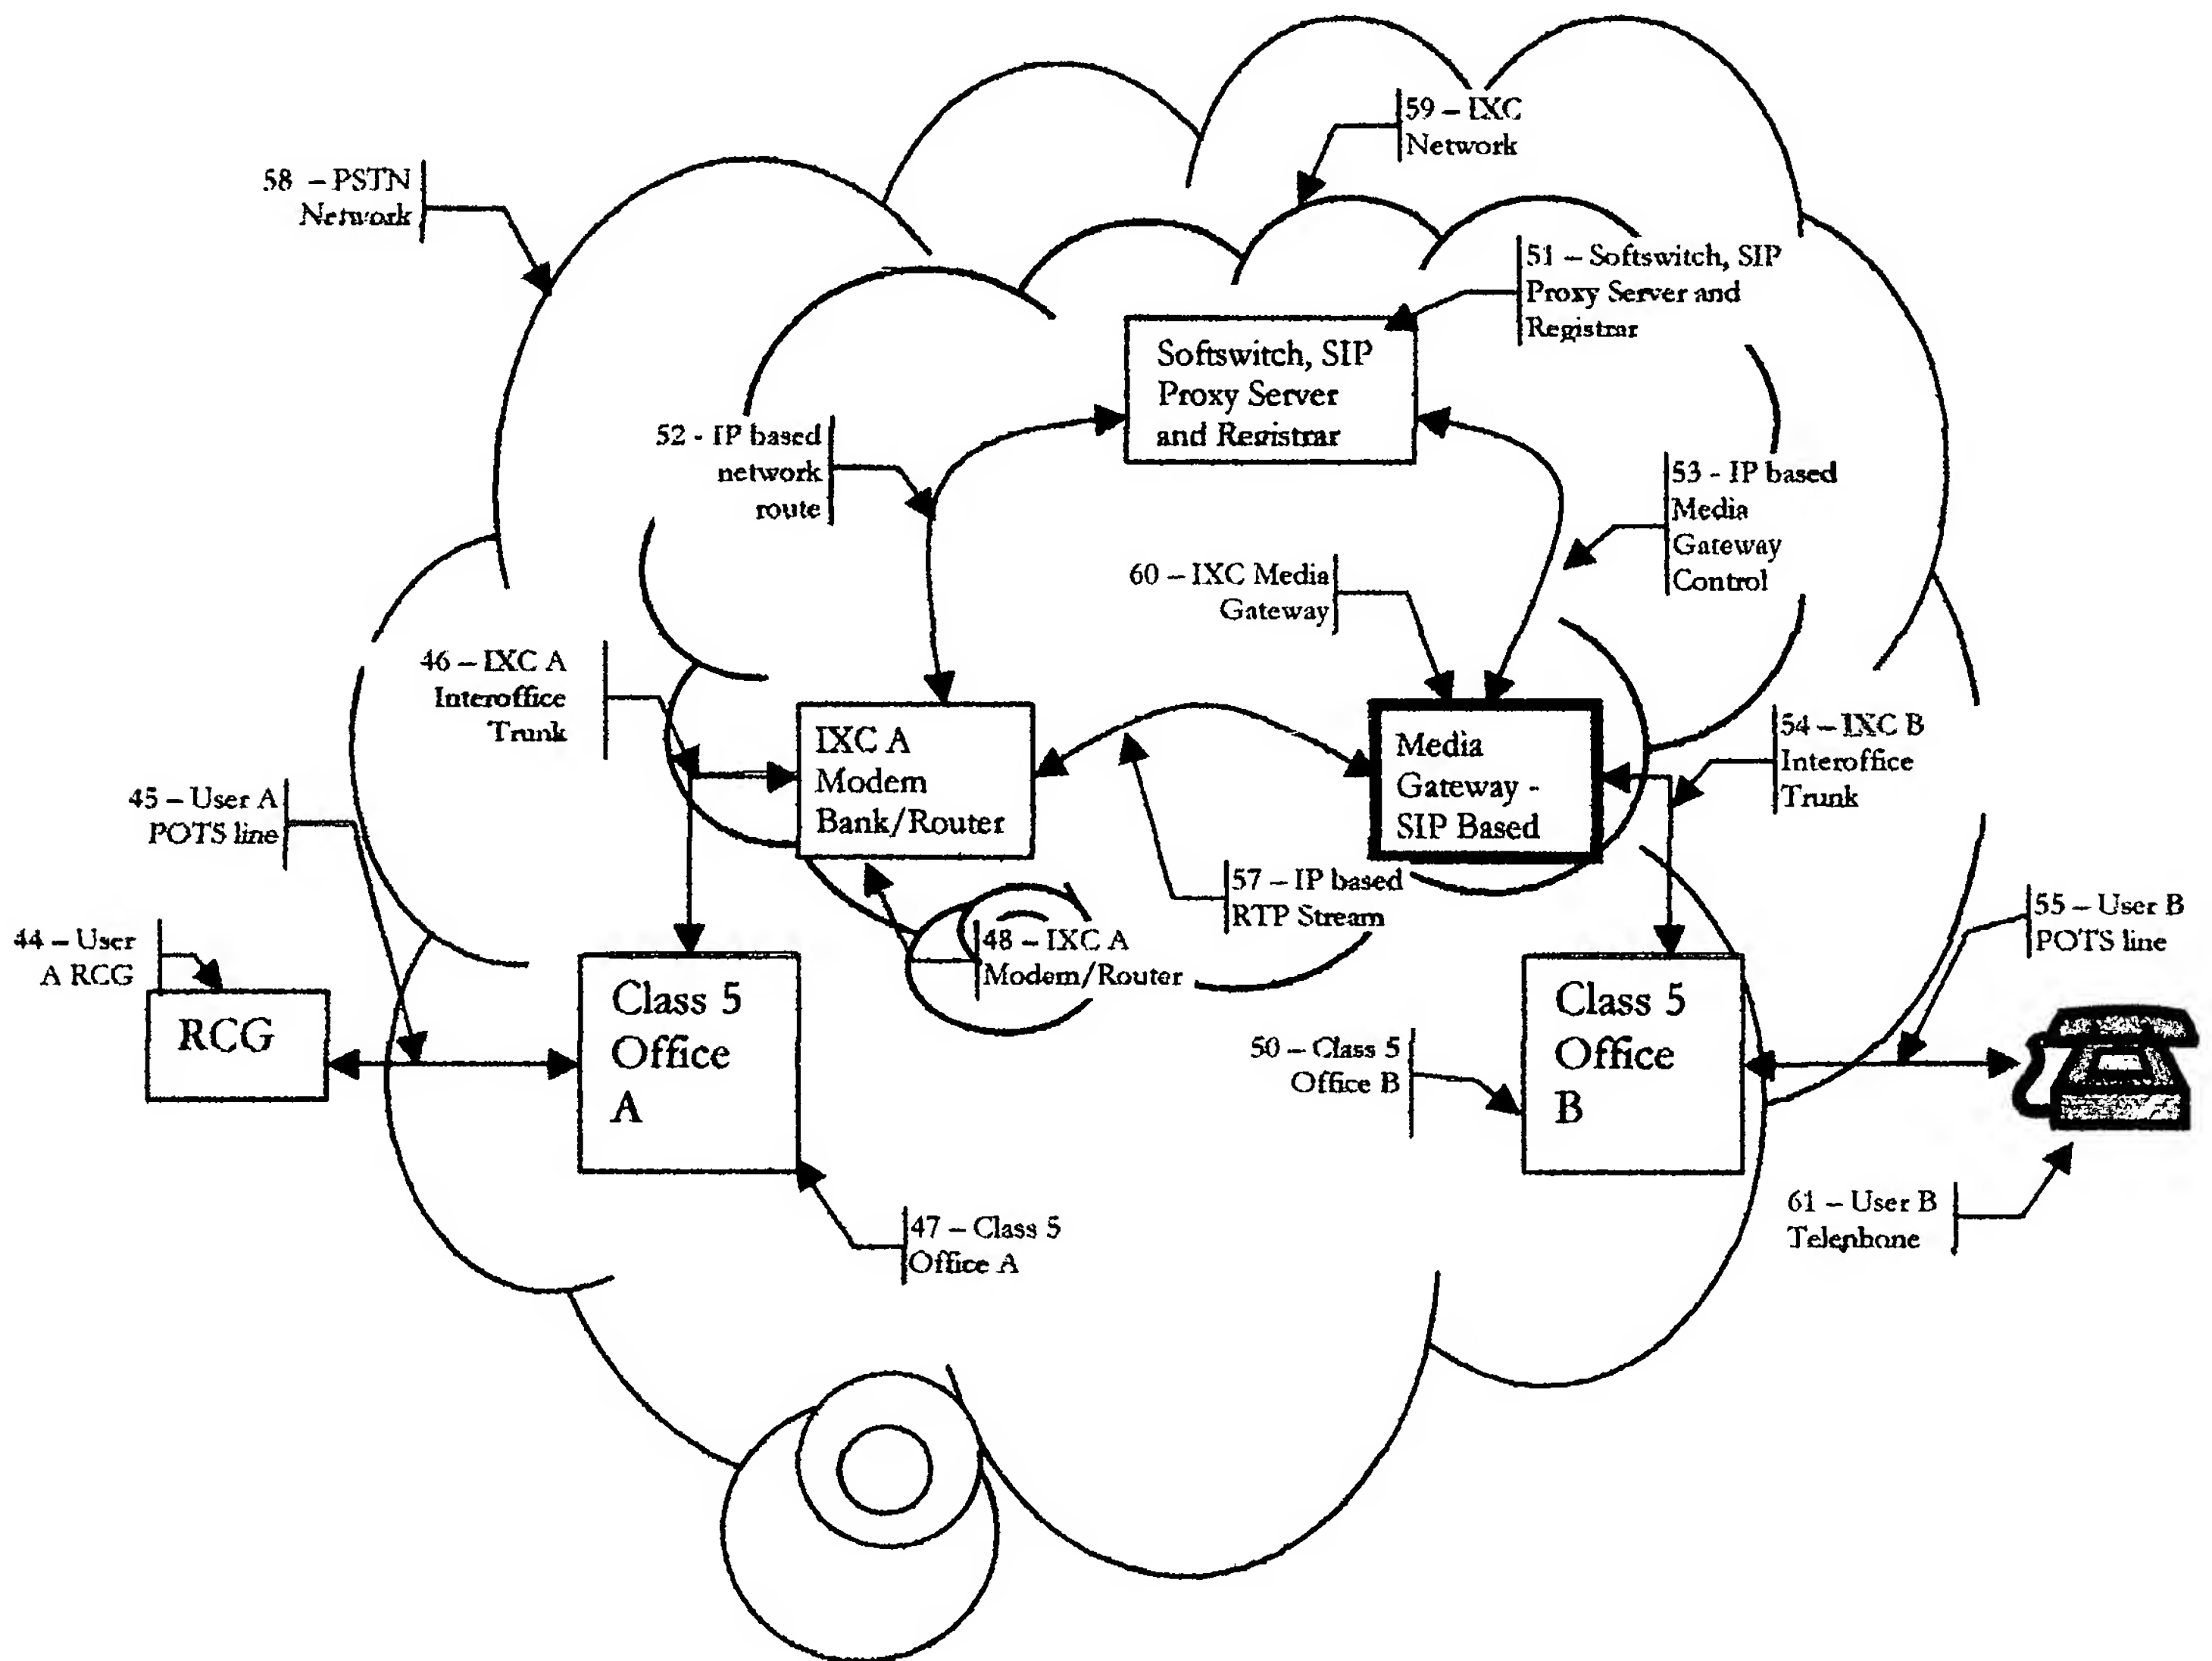 59 – IXC
Network
58 – PSTN
Network
51 – Softswitch, SIP
Proxy Server and
Registrar
Softswitch, SIP
Proxy Server
and Registrar
52 - IP based
network
route
53 - IP based
Media
Gateway
Control
60 – IXC Media
Gateway
46 – IXC A
Interoffice
Trunk
IXC A
Modem
Bank/Router
Media
Gateway -
SIP Based
54 – IXC B
Interoffice
Trunk
45 – User A
POTS line
57 – IP based
RTP Stream
55 – User B
POTS line
44 – User
A RCG
48 – IXC A
Modem/Router
RCG
Class 5
Office
A
50 – Class 5
Office B
Class 5
Office
B
47 – Class 5
Office A
61 – User B
Telephone